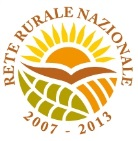 RETE RURALE NAZIONALE
2007 - 2013